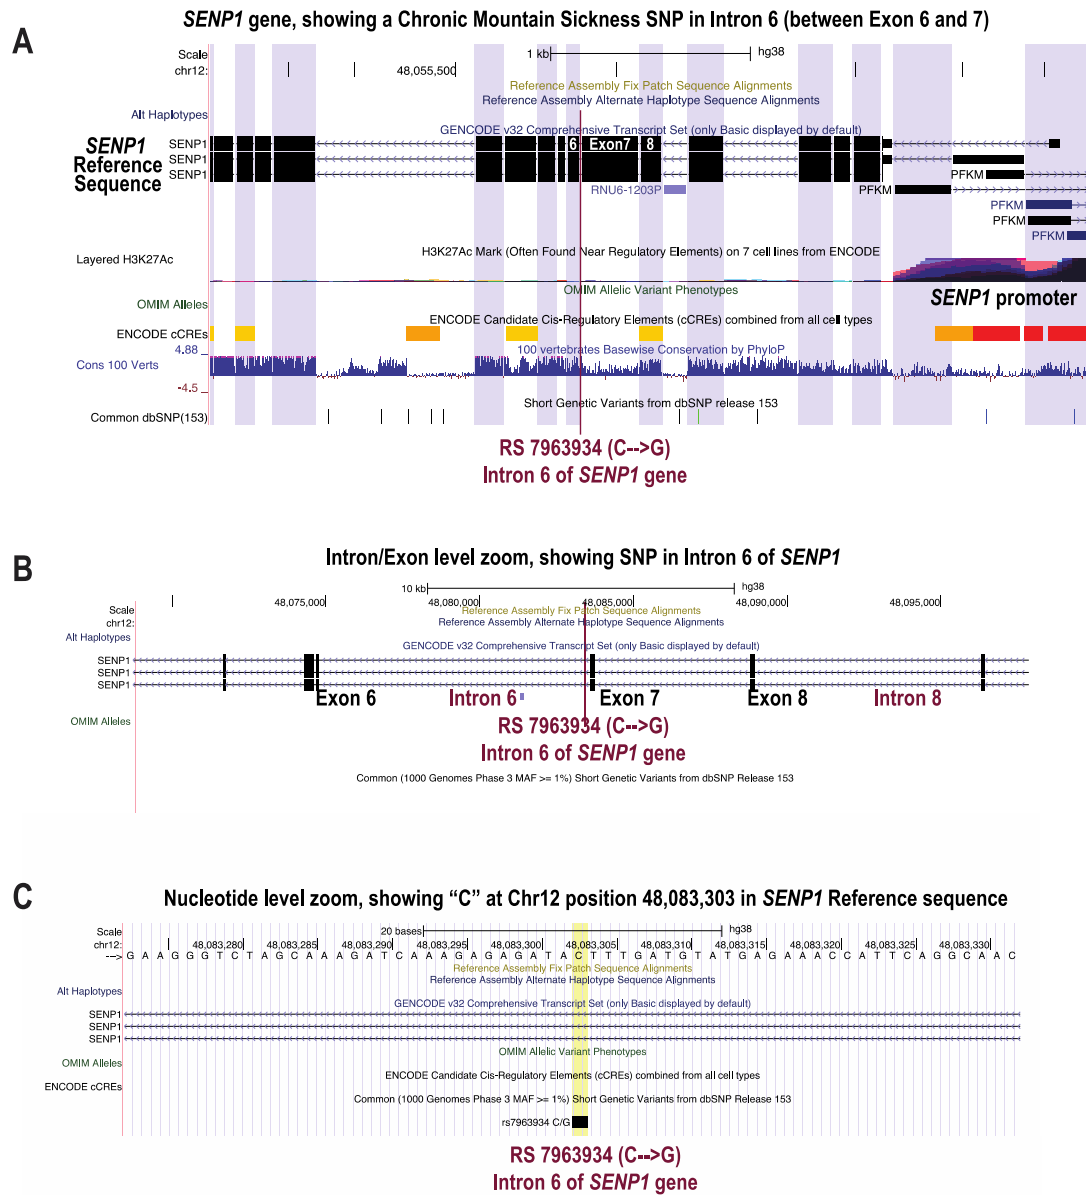 SENP1 gene, showing a Chronic Mountain Sickness SNP in Intron 6 (between Exon 6 and 7)
A
Scale 1 kb hg38
chr12: 48,055,500
Reference Assembly Fix Patch Sequence Alignments
Reference Assembly Alternate Haplotype Sequence Alignments
Alt Haplotypes
GENCODE v32 Comprehensive Transcript Set (only Basic displayed by default)
SENP1
Reference
Sequence
SENP1 6 Exon7 8
SENP1
SENP1 PFKM
RNU6-1203P PFKM
PFKM
PFKM
PFKM
H3K27Ac Mark (Often Found Near Regulatory Elements) on 7 cell lines from ENCODE
Layered H3K27Ac
OMIM Allelic Variant Phenotypes
SENP1 promoter
OMIM Alleles
ENCODE Candidate Cis-Regulatory Elements (cCREs) combined from all cell types
ENCODE cCREs
4.88 100 vertebrates Basewise Conservation by PhyloP
Cons 100 Verts
-4.5
Short Genetic Variants from dbSNP release 153
Common dbSNP(153)
RS 7963934 (C-->G)
Intron 6 of SENP1 gene
B
Intron/Exon level zoom, showing SNP in Intron 6 of SENP1
Scale 10 kb hg38
chr12: 48,075,000 48,080,000 48,085,000 48,090,000 48,095,000
Reference Assembly Fix Patch Sequence Alignments
Reference Assembly Alternate Haplotype Sequence Alignments
Alt Haplotypes
GENCODE v32 Comprehensive Transcript Set (only Basic displayed by default)
SENP1
SENP1
SENP1
Exon 6 Intron 6 Exon 7 Exon 8 Intron 8
OMIM Alleles
RS 7963934 (C-->G)
Intron 6 of SENP1 gene
Common (1000 Genomes Phase 3 MAF >= 1%) Short Genetic Variants from dbSNP Release 153
C
Nucleotide level zoom, showing “C” at Chr12 position 48,083,303 in SENP1 Reference sequence
Scale 20 bases hg38
chr12: 48,083,280 48,083,285 48,083,290 48,083,295 48,083,300 48,083,305 48,083,310 48,083,315 48,083,320 48,083,325 48,083,330
---> G A A G G G T C T A G C A A A G A T C A A A G A G A G A T A C T T T G A T G T A T G A G A A A C C A T T C A G G C A A C
Reference Assembly Fix Patch Sequence Alignments
Reference Assembly Alternate Haplotype Sequence Alignments
Alt Haplotypes
GENCODE v32 Comprehensive Transcript Set (only Basic displayed by default)
SENP1
SENP1
SENP1
OMIM Allelic Variant Phenotypes
OMIM Alleles
ENCODE Candidate Cis-Regulatory Elements (cCREs) combined from all cell types
ENCODE cCREs
Common (1000 Genomes Phase 3 MAF >= 1%) Short Genetic Variants from dbSNP Release 153
rs7963934 C/G
RS 7963934 (C-->G)
Intron 6 of SENP1 gene